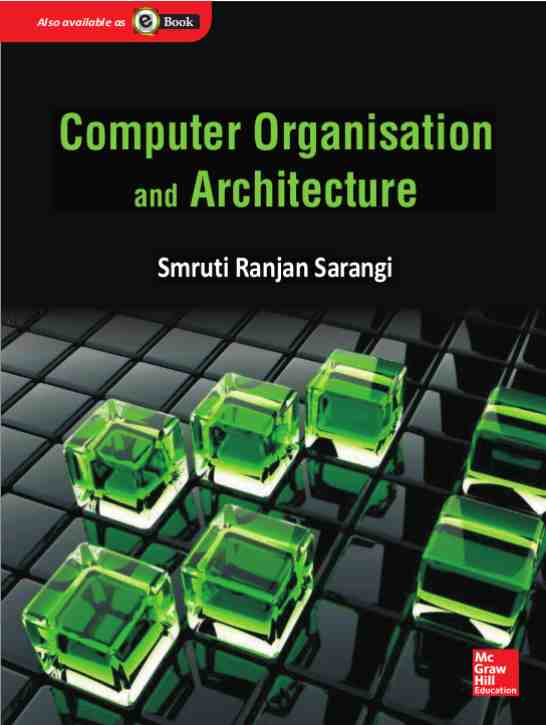 Also available as e Book
Computer Organisation
and Architecture
Smruti Ranjan Sarangi
Mc
Graw
Hill
Education